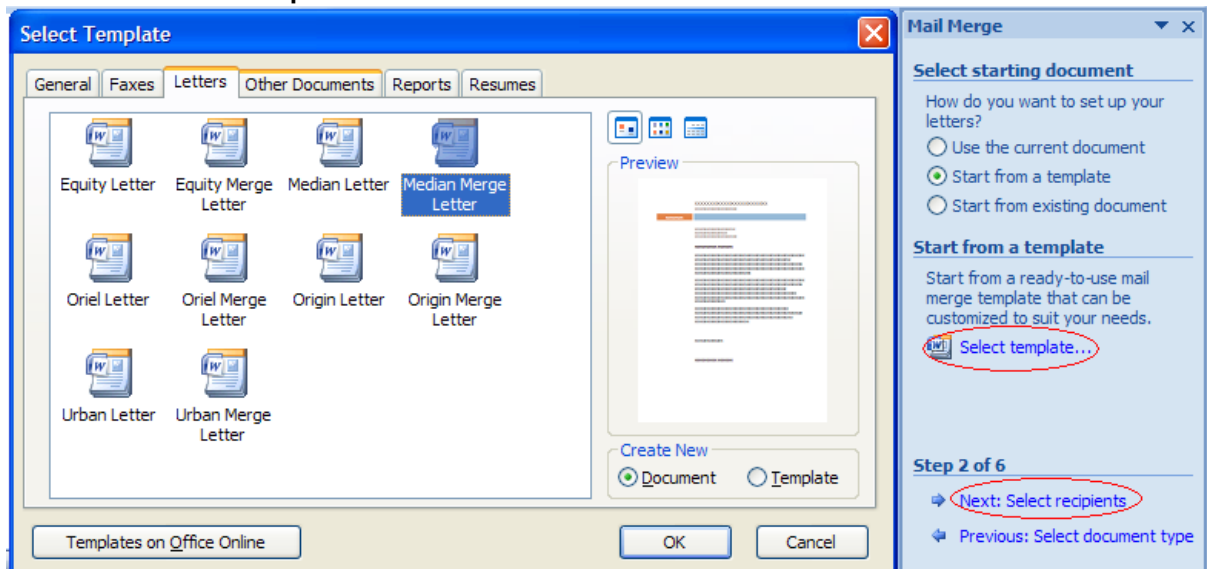 Select Template
General Faxes Letters Other Documents Reports Resumes
Equity Letter Equity Merge Letter Median Letter Median Merge Letter
Oriel Letter Oriel Merge Letter Origin Letter Origin Merge Letter
Urban Letter Urban Merge Letter
Preview
Create New
Document Template
Templates on Office Online OK Cancel
Mail Merge
Select starting document
How do you want to set up your
letters?
Use the current document
Start from a template
Start from existing document
Start from a template
Start from a ready-to-use mail
merge template that can be
customized to suit your needs.
Select template...
Step 2 of 6
Next: Select recipients
Previous: Select document type